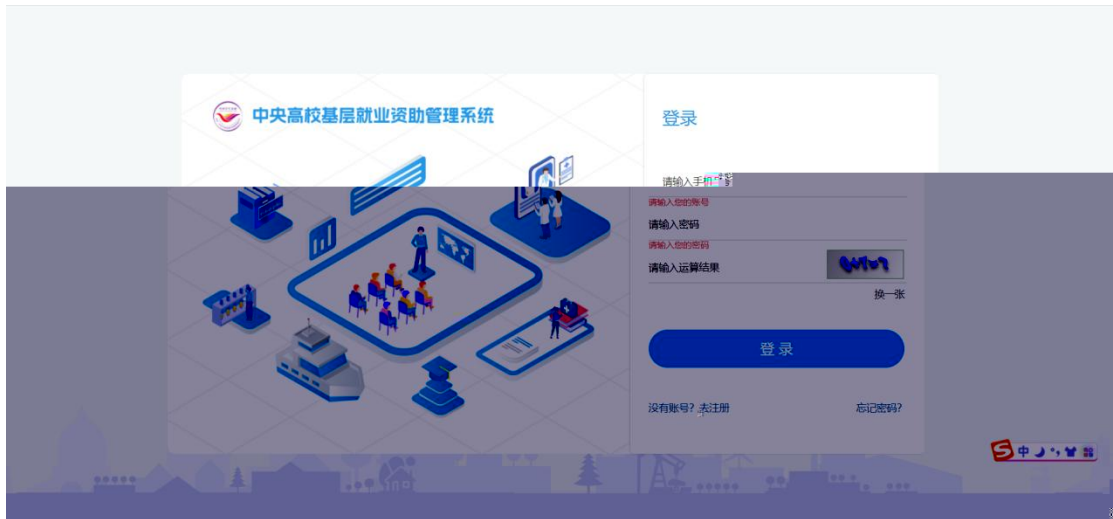 中央高校基层就业资助管理系统
登录
请输入手机
请输入您的账号
请输入密码
请输入您的密码
请输入运算结果
换一张
登录
没有账号？去注册
忘记密码？
中